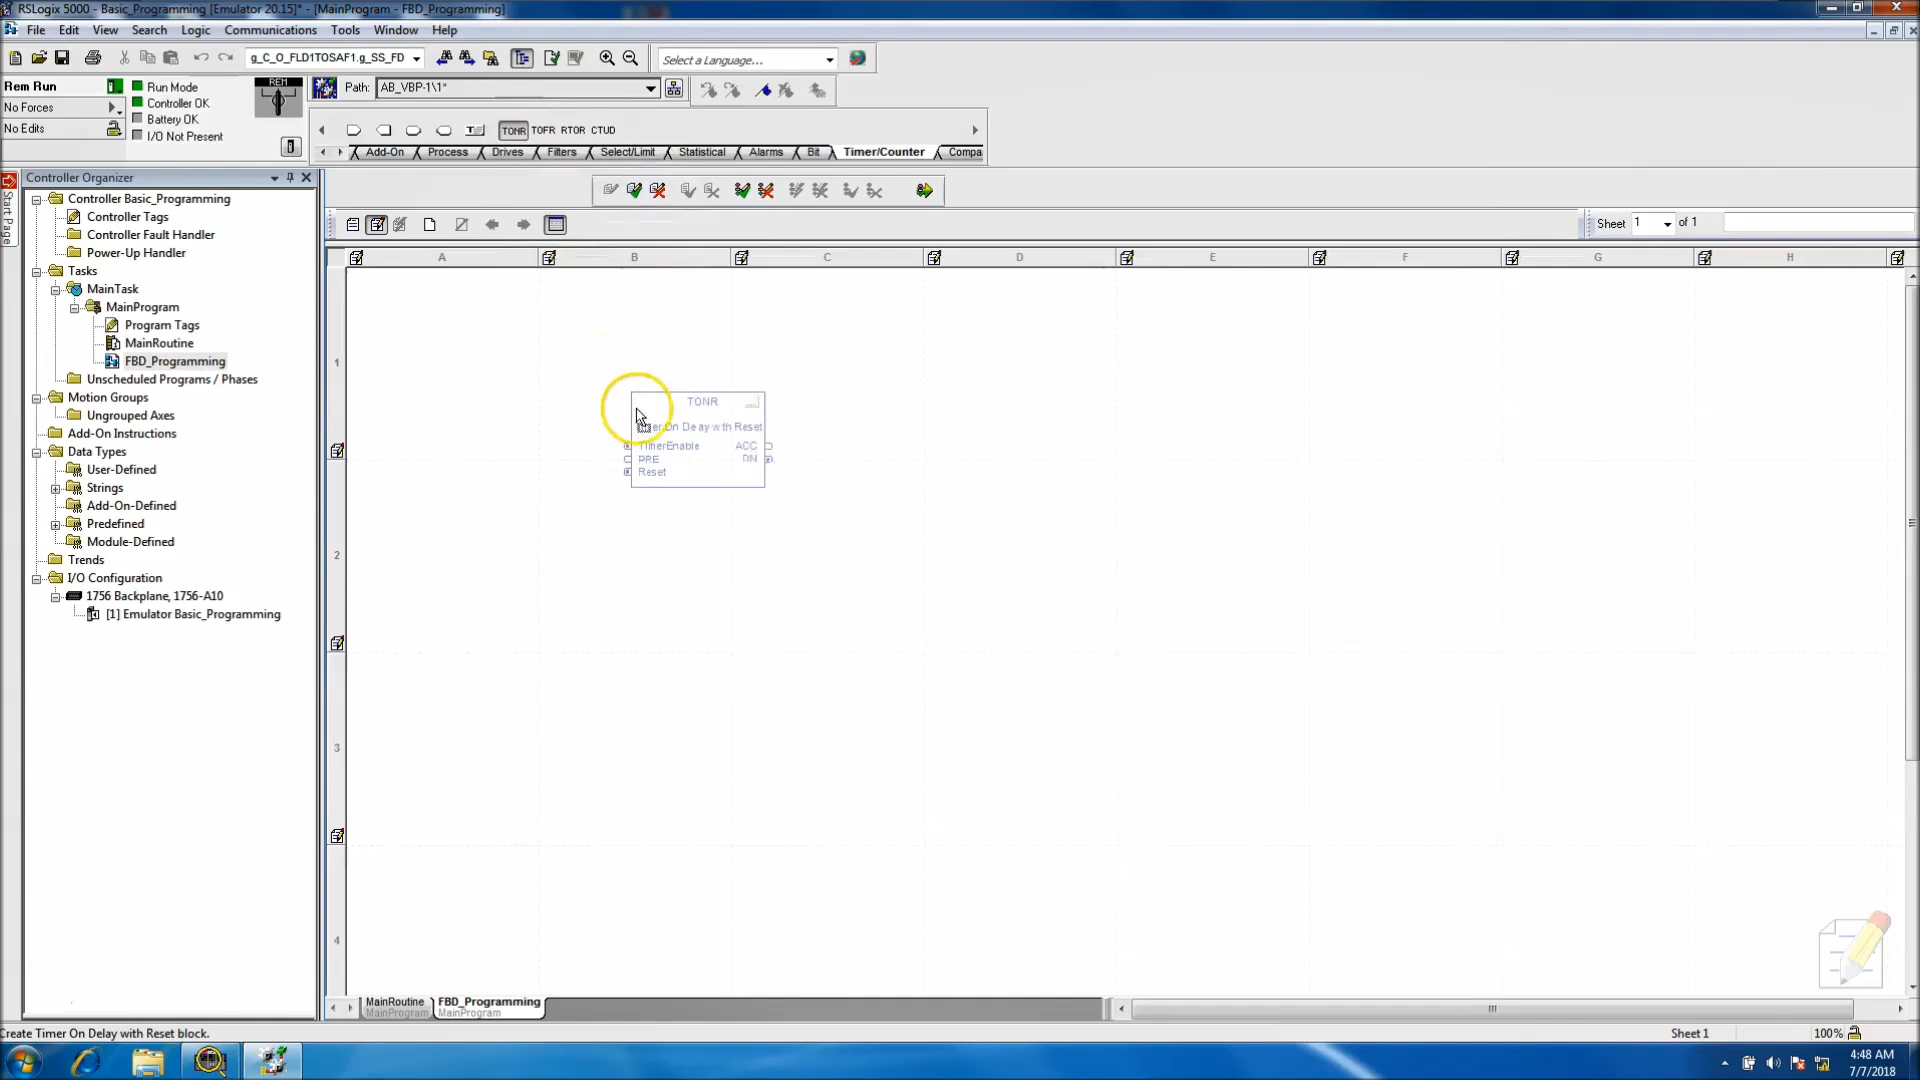 RSLogix 5000 - Basic_Programming [Emulator 20.15]* - [MainProgram - FBD_Programming]
File Edit View Search Logic Communications Tools Window Help
g_C_O_FLD1TOSAF1.g_SS_FD
Select a Language...
Rem Run
No Forces
No Edits
Run Mode
Controller OK
Battery OK
I/O Not Present
REM
Path: AB_VBP-1\1*
TONR TOFR RTOR CTUD
Add-On Process Drives Filters Select/Limit Statistical Alarms Bit Timer/Counter Compa
Start Page
Controller Organizer
Controller Basic_Programming
Controller Tags
Controller Fault Handler
Power-Up Handler
Tasks
MainTask
MainProgram
Program Tags
MainRoutine
FBD_Programming
Unscheduled Programs / Phases
Motion Groups
Ungrouped Axes
Add-On Instructions
Data Types
User-Defined
Strings
Add-On-Defined
Predefined
Module-Defined
Trends
I/O Configuration
1756 Backplane, 1756-A10
[1] Emulator Basic_Programming
Sheet 1 of 1
A B C D E F G H
1
2
3
4
TONR
...
On Delay with Reset
TimerEnable ACC
PRE DN
Reset
MainRoutine
MainProgram
FBD_Programming
MainProgram
Create Timer On Delay with Reset block.
Sheet 1
100%
4:48 AM
7/7/2018